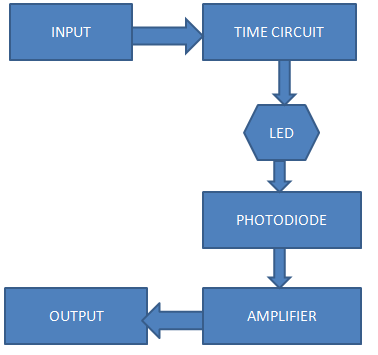 INPUT
TIME CIRCUIT
LED
PHOTODIODE
AMPLIFIER
OUTPUT